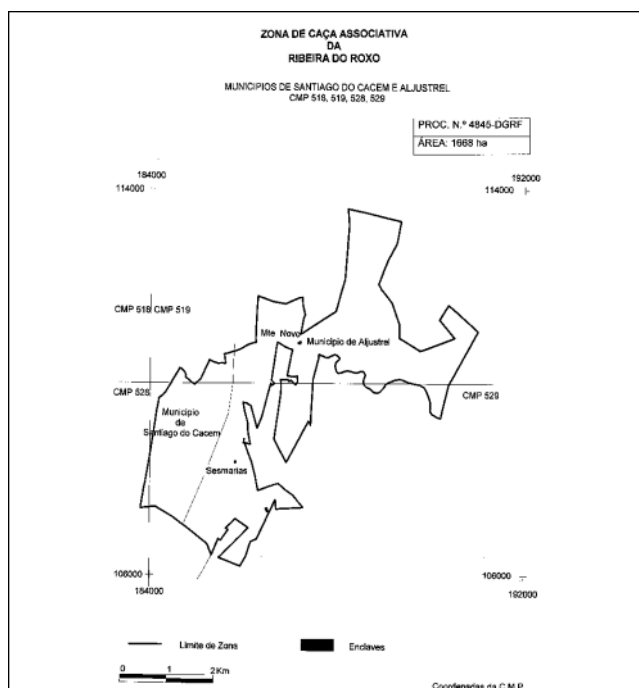 ZONA DE CAÇA ASSOCIATIVA
DA
RIBEIRA DO ROXO
MUNICIPIOS DE SANTIAGO DO CACEM E ALJUSTREL
CMP 518, 519, 528, 529
PROC. N.º 4845-DGRF
ÁREA: 1668 ha
184000
114000
192000
114000
CMP 518
CMP 519
Mte Novo
Município de Aljustrel
CMP 528
CMP 529
Município
de
Santiago do Cacem
Sesmarias
106000
184000
106000
192000
Limite de Zona
Enclaves
0 1 2 Km
Coordenadas da C.M.P.